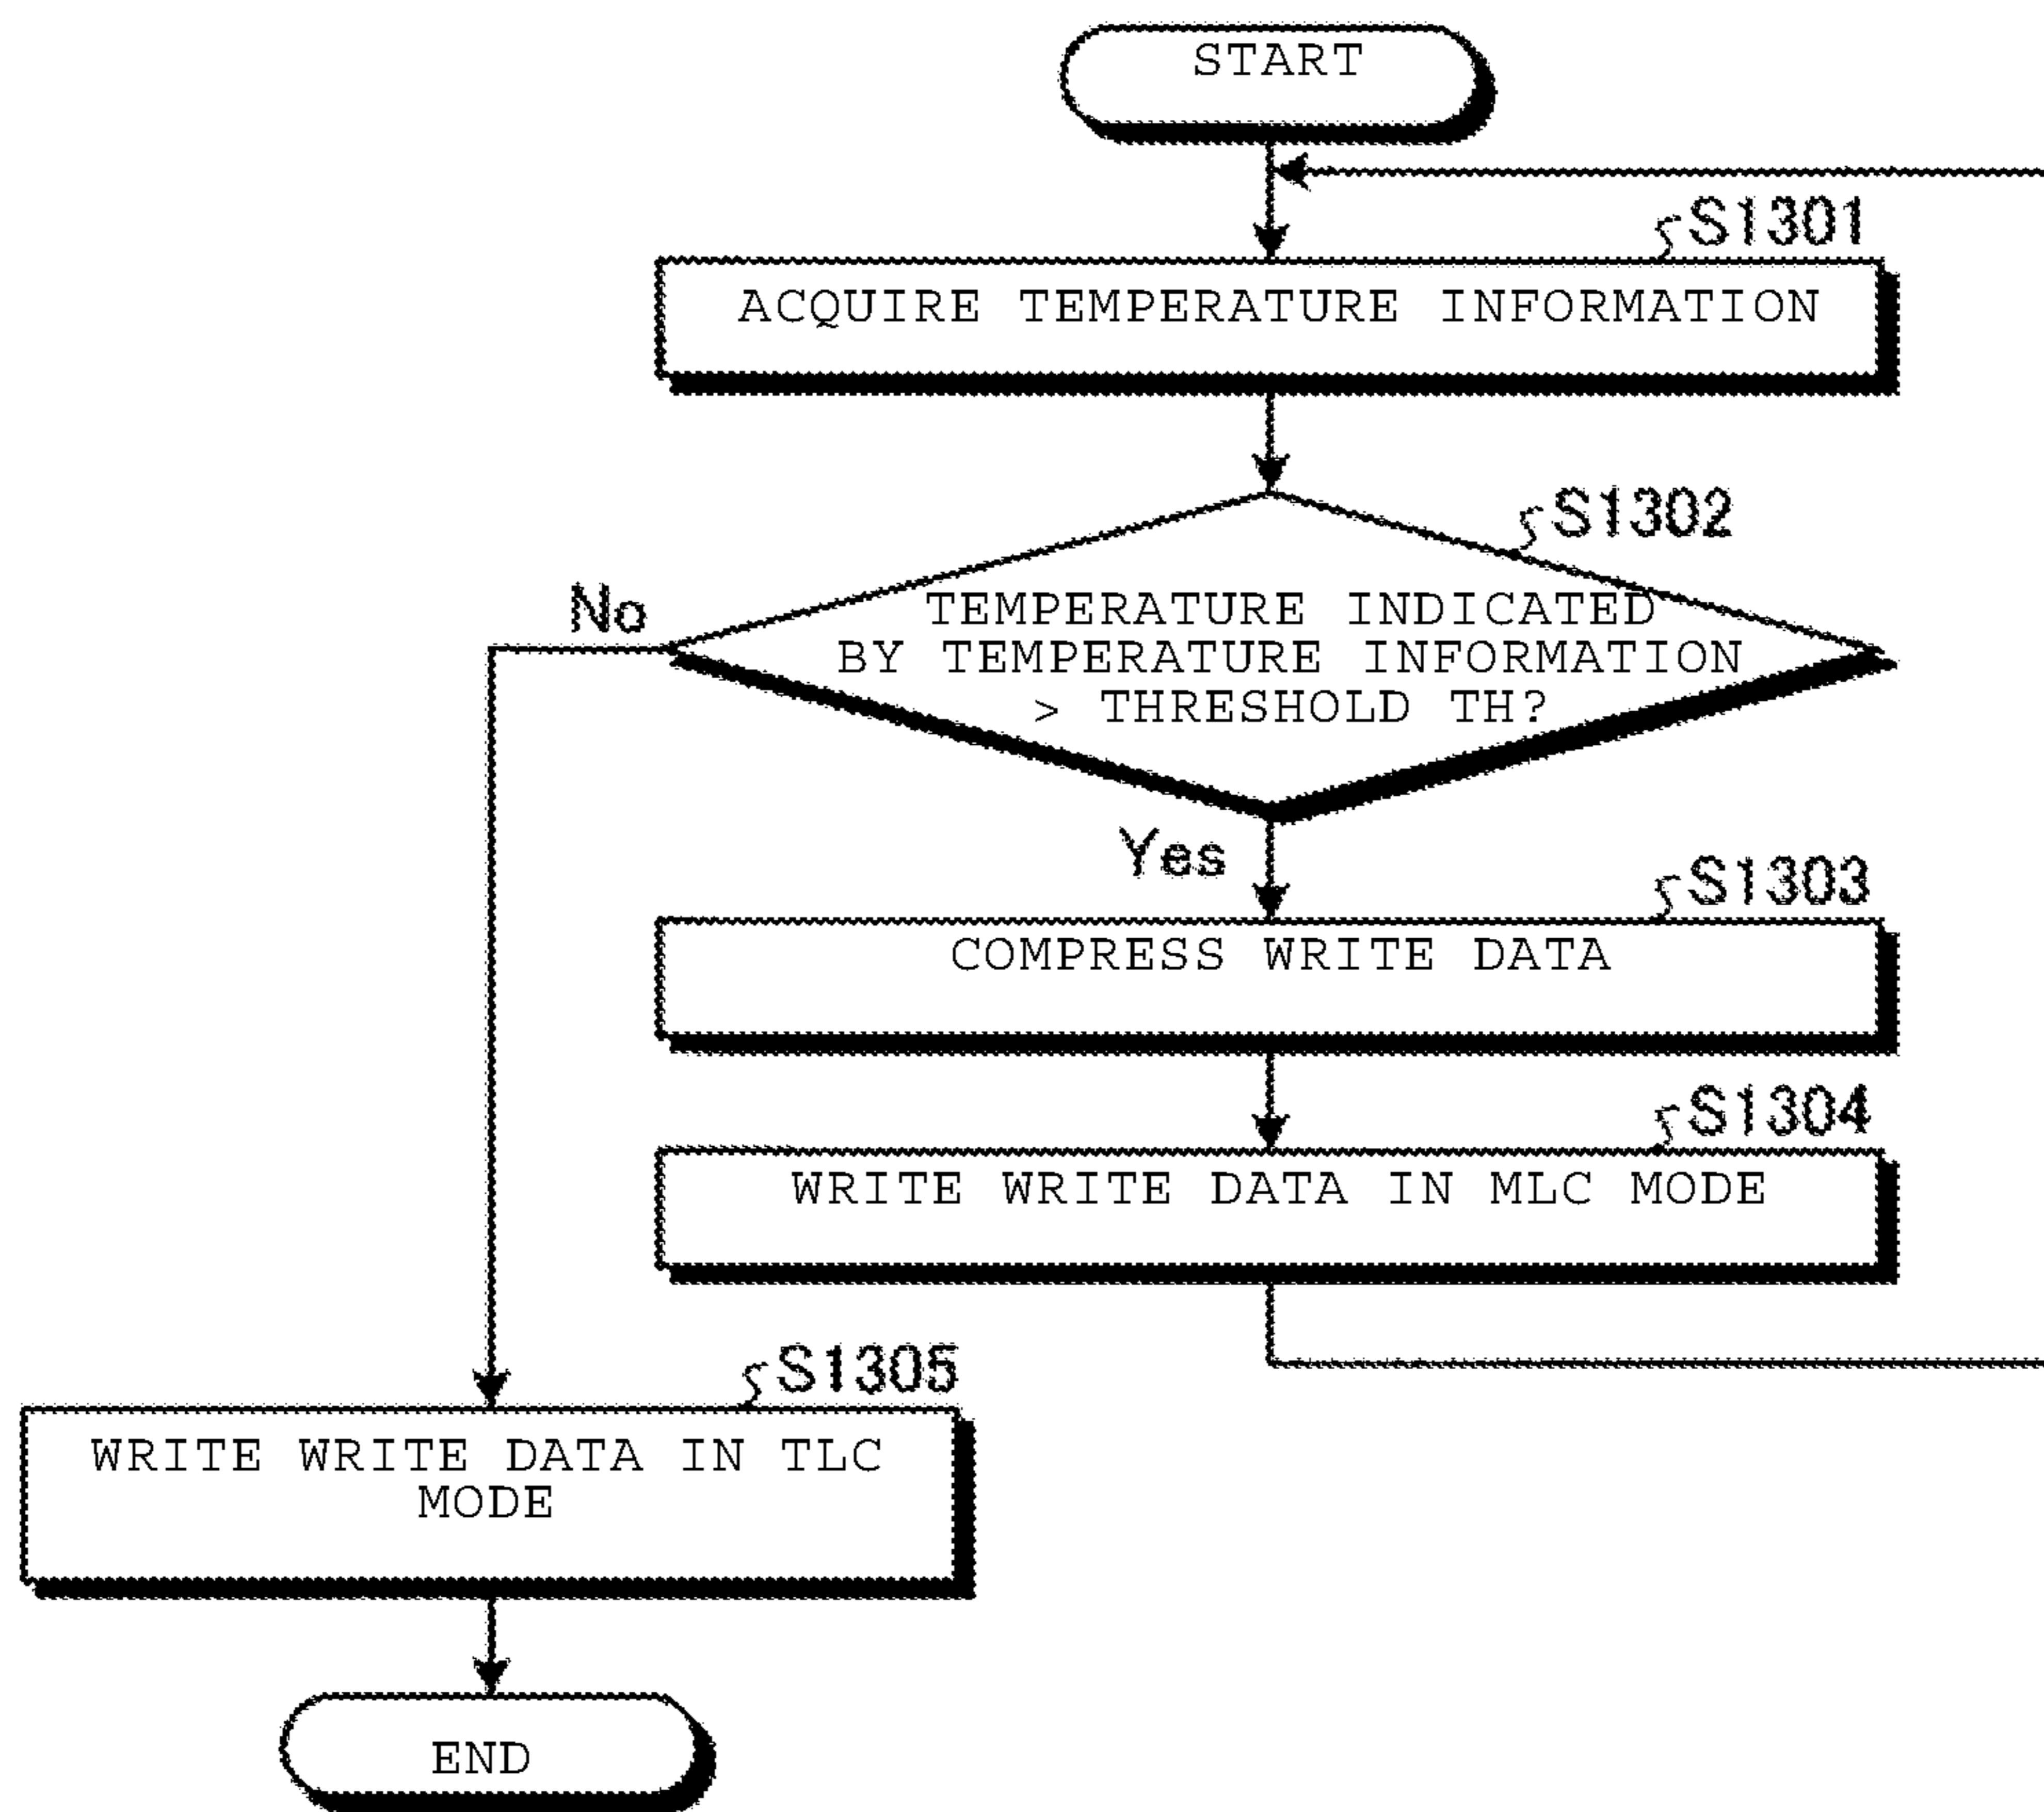 START
S1301
ACQUIRE TEMPERATURE INFORMATION
S1302
No
TEMPERATURE INDICATED
BY TEMPERATURE INFORMATION
> THRESHOLD TH?
Yes
S1303
COMPRESS WRITE DATA
S1304
WRITE WRITE DATA IN MLC MODE
S1305
WRITE WRITE DATA IN TLC
MODE
END